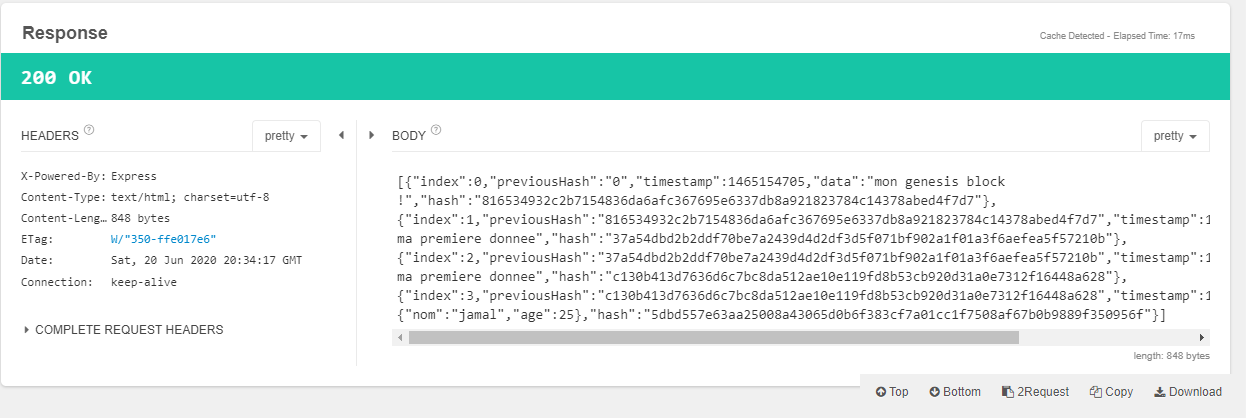 Response
Cache Detected - Elapsed Time: 17ms
200 OK
HEADERS ?
pretty
BODY ?
pretty
X-Powered-By: Express
Content-Type: text/html; charset=utf-8
Content-Leng… 848 bytes
ETag: W/"350-ffe017e6"
Date: Sat, 20 Jun 2020 20:34:17 GMT
Connection: keep-alive
COMPLETE REQUEST HEADERS
[{"index":0,"previousHash":"0","timestamp":1465154705,"data":"mon genesis block
!","hash":"816534932c2b7154836da6afc367695e6337db8a921823784c14378abed4f7d7"},
{"index":1,"previousHash":"816534932c2b7154836da6afc367695e6337db8a921823784c14378abed4f7d7","timestamp":1
ma premiere donnee","hash":"37a54dbd2b2ddf70be7a2439d4d2df3d5f071bf902a1f01a3f6aefea5f57210b"},
{"index":2,"previousHash":"37a54dbd2b2ddf70be7a2439d4d2df3d5f071bf902a1f01a3f6aefea5f57210b","timestamp":1
ma premiere donnee","hash":"c130b413d7636d6c7bc8da512ae10e119fd8b53cb920d31a0e7312f16448a628"},
{"index":3,"previousHash":"c130b413d7636d6c7bc8da512ae10e119fd8b53cb920d31a0e7312f16448a628","timestamp":1
{"nom":"jamal","age":25},"hash":"5dbd557e63aa25008a43065d0b6f383cf7a01cc1f7508af67b0b9889f350956f"}]
length: 848 bytes
Top
Bottom
2Request
Copy
Download